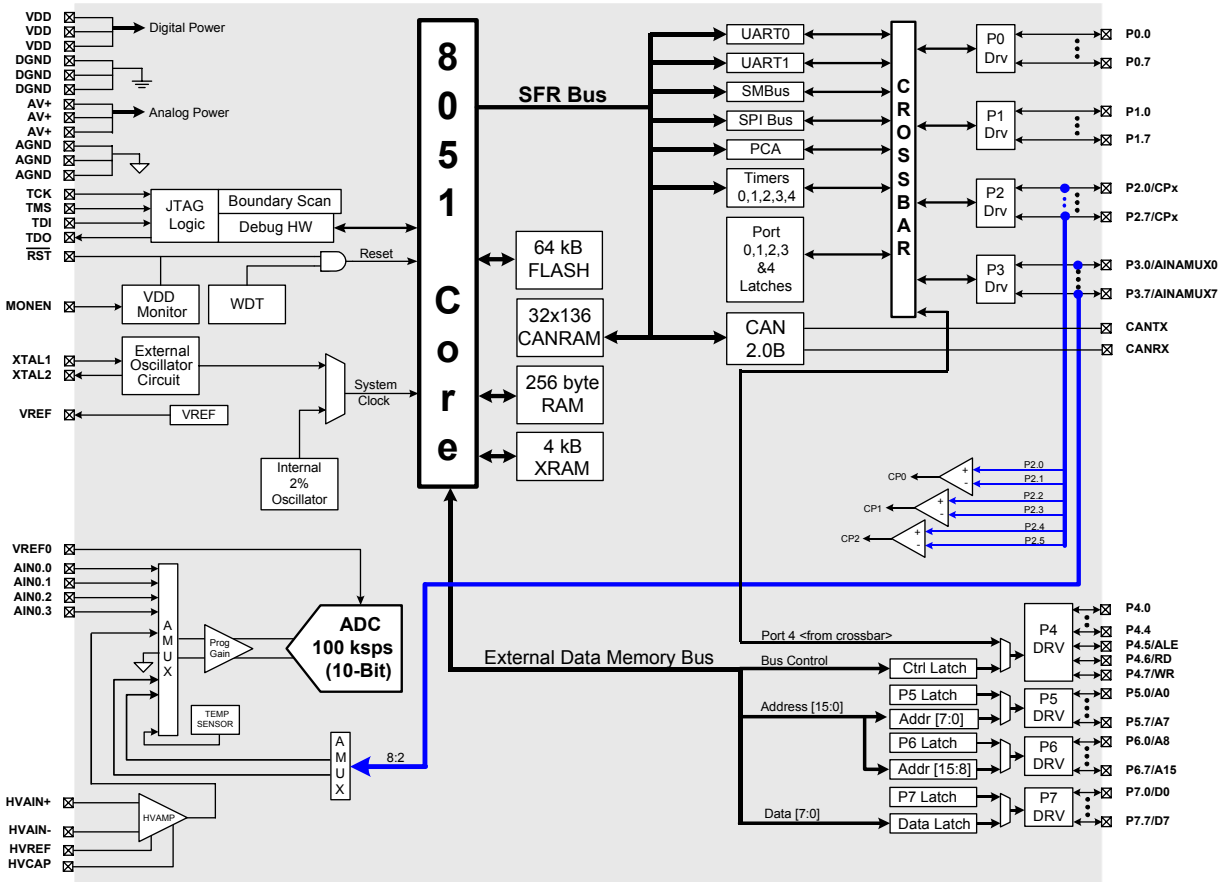 VDD
VDD
VDD
Digital Power
DGND
DGND
DGND
AV+
AV+
AV+
Analog Power
AGND
AGND
AGND
TCK
TMS
TDI
TDO
JTAG
Logic
Boundary Scan
Debug HW
RST
Reset
MONEN
VDD
Monitor
WDT
XTAL1
XTAL2
External
Oscillator
Circuit
System
Clock
VREF
VREF
Internal
2%
Oscillator
8
0
5
1
C
o
r
e
SFR Bus
64 kB
FLASH
32x136
CANRAM
256 byte
RAM
4 kB
XRAM
UART0
UART1
SMBus
SPI Bus
PCA
Timers
0,1,2,3,4
Port
0,1,2,3
&4
Latches
CAN
2.0B
C
R
O
S
S
B
A
R
P0
Drv
P1
Drv
P2
Drv
P3
Drv
P0.0
P0.7
P1.0
P1.7
P2.0/CPx
P2.7/CPx
P3.0/AINAMUX0
P3.7/AINAMUX7
CANTX
CANRX
CP0
+
-
P2.0
P2.1
CP1
+
-
P2.2
P2.3
CP2
+
-
P2.4
P2.5
VREF0
AIN0.0
AIN0.1
AIN0.2
AIN0.3
A
M
U
X
Prog
Gain
ADC
100 ksps
(10-Bit)
TEMP
SENSOR
A
M
U
X
8:2
HVAIN+
HVAIN-
HVREF
HVCAP
HVAMP
External Data Memory Bus
Port 4 <from crossbar>
Bus Control
Ctrl Latch
Address [15:0]
P5 Latch
Addr [7:0]
P6 Latch
Addr [15:8]
P7 Latch
Data [7:0]
Data Latch
P4
DRV
P5
DRV
P6
DRV
P7
DRV
P4.0
P4.4
P4.5/ALE
P4.6/RD
P4.7/WR
P5.0/A0
P5.7/A7
P6.0/A8
P6.7/A15
P7.0/D0
P7.7/D7